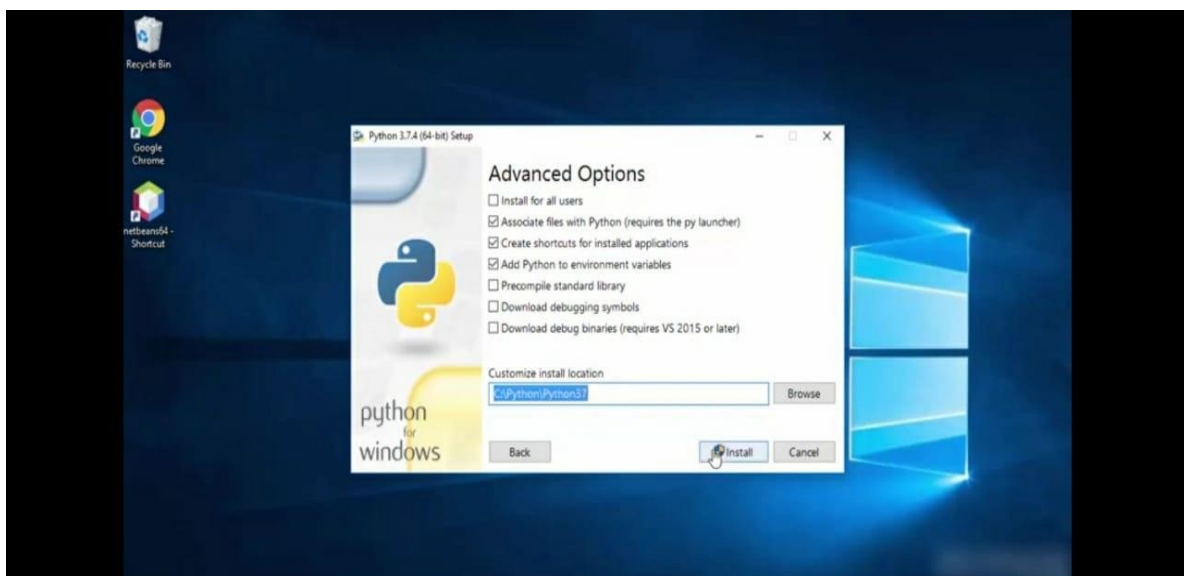 Recycle Bin
Google
Chrome
netbeans64 -
Shortcut
Python 3.7.4 (64-bit) Setup
Advanced Options
Install for all users
Associate files with Python (requires the py launcher)
Create shortcuts for installed applications
Add Python to environment variables
Precompile standard library
Download debugging symbols
Download debug binaries (requires VS 2015 or later)
Customize install location
C:\Python\Python37
Browse
python
for
windows
Back
Install
Cancel